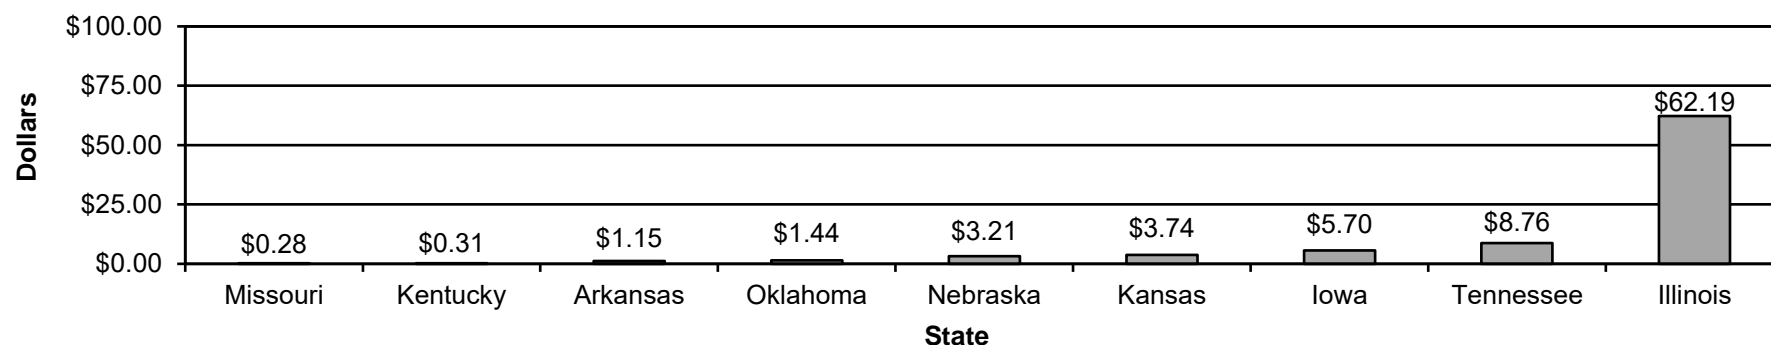 $100.00
$75.00
$50.00
$25.00
$0.00
Dollars
$0.28 $0.31 $1.15 $1.44 $3.21 $3.74 $5.70 $8.76 $62.19
Missouri Kentucky Arkansas Oklahoma Nebraska Kansas Iowa Tennessee Illinois
State